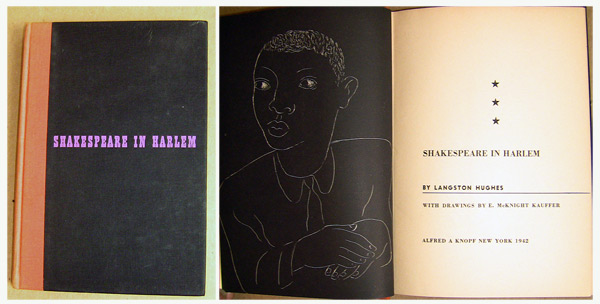 SHAKESPEARE IN HARLEM
SHAKESPEARE IN HARLEM
BY LANGSTON HUGHES
WITH DRAWINGS BY E. McKNIGHT KAUFFER
ALFRED A KNOPF NEW YORK 1942